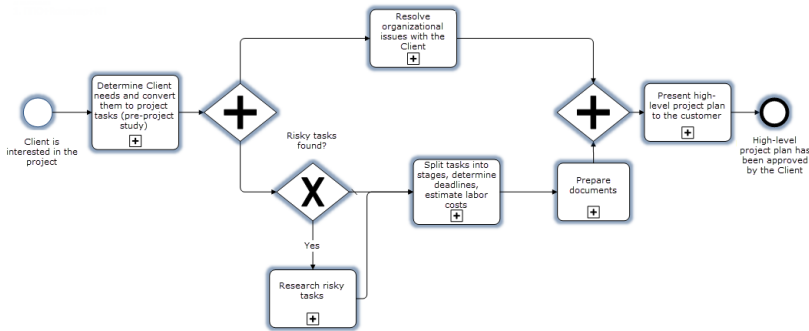 Client is
interested in the
project
Determine Client
needs and convert
them to project
tasks (pre-project
study)
Resolve
organizational
issues with the
Client
Risky tasks
found?
Yes
Research risky
tasks
Split tasks into
stages, determine
deadlines,
estimate labor
costs
Prepare
documents
Present high-
level project plan
to the customer
High-level
project plan has
been approved
by the Client